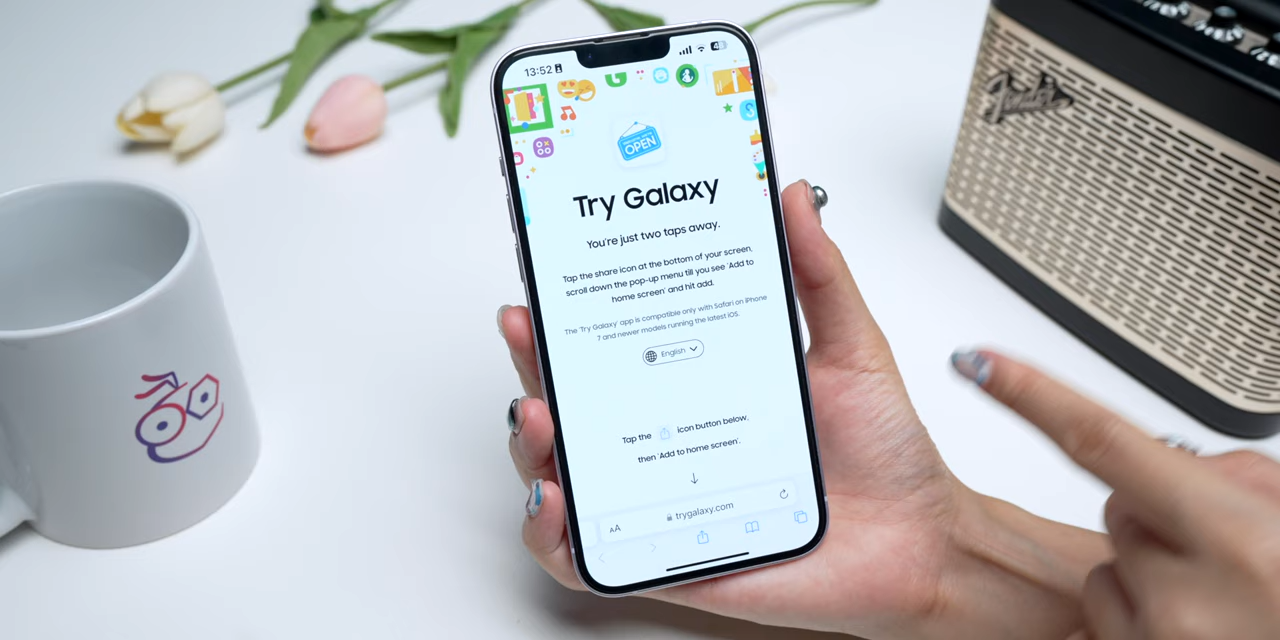 13:52
OPEN
Try Galaxy
You're just two taps away.
Tap the share icon at the bottom of your screen,
scroll down the pop-up menu till you see 'Add to
home screen' and hit add.
The 'Try Galaxy' app is compatible only with Safari on iPhone
7 and newer models running the latest iOS.
English
Tap the icon button below,
then 'Add to home screen'.
AA trygalaxy.com
Fender